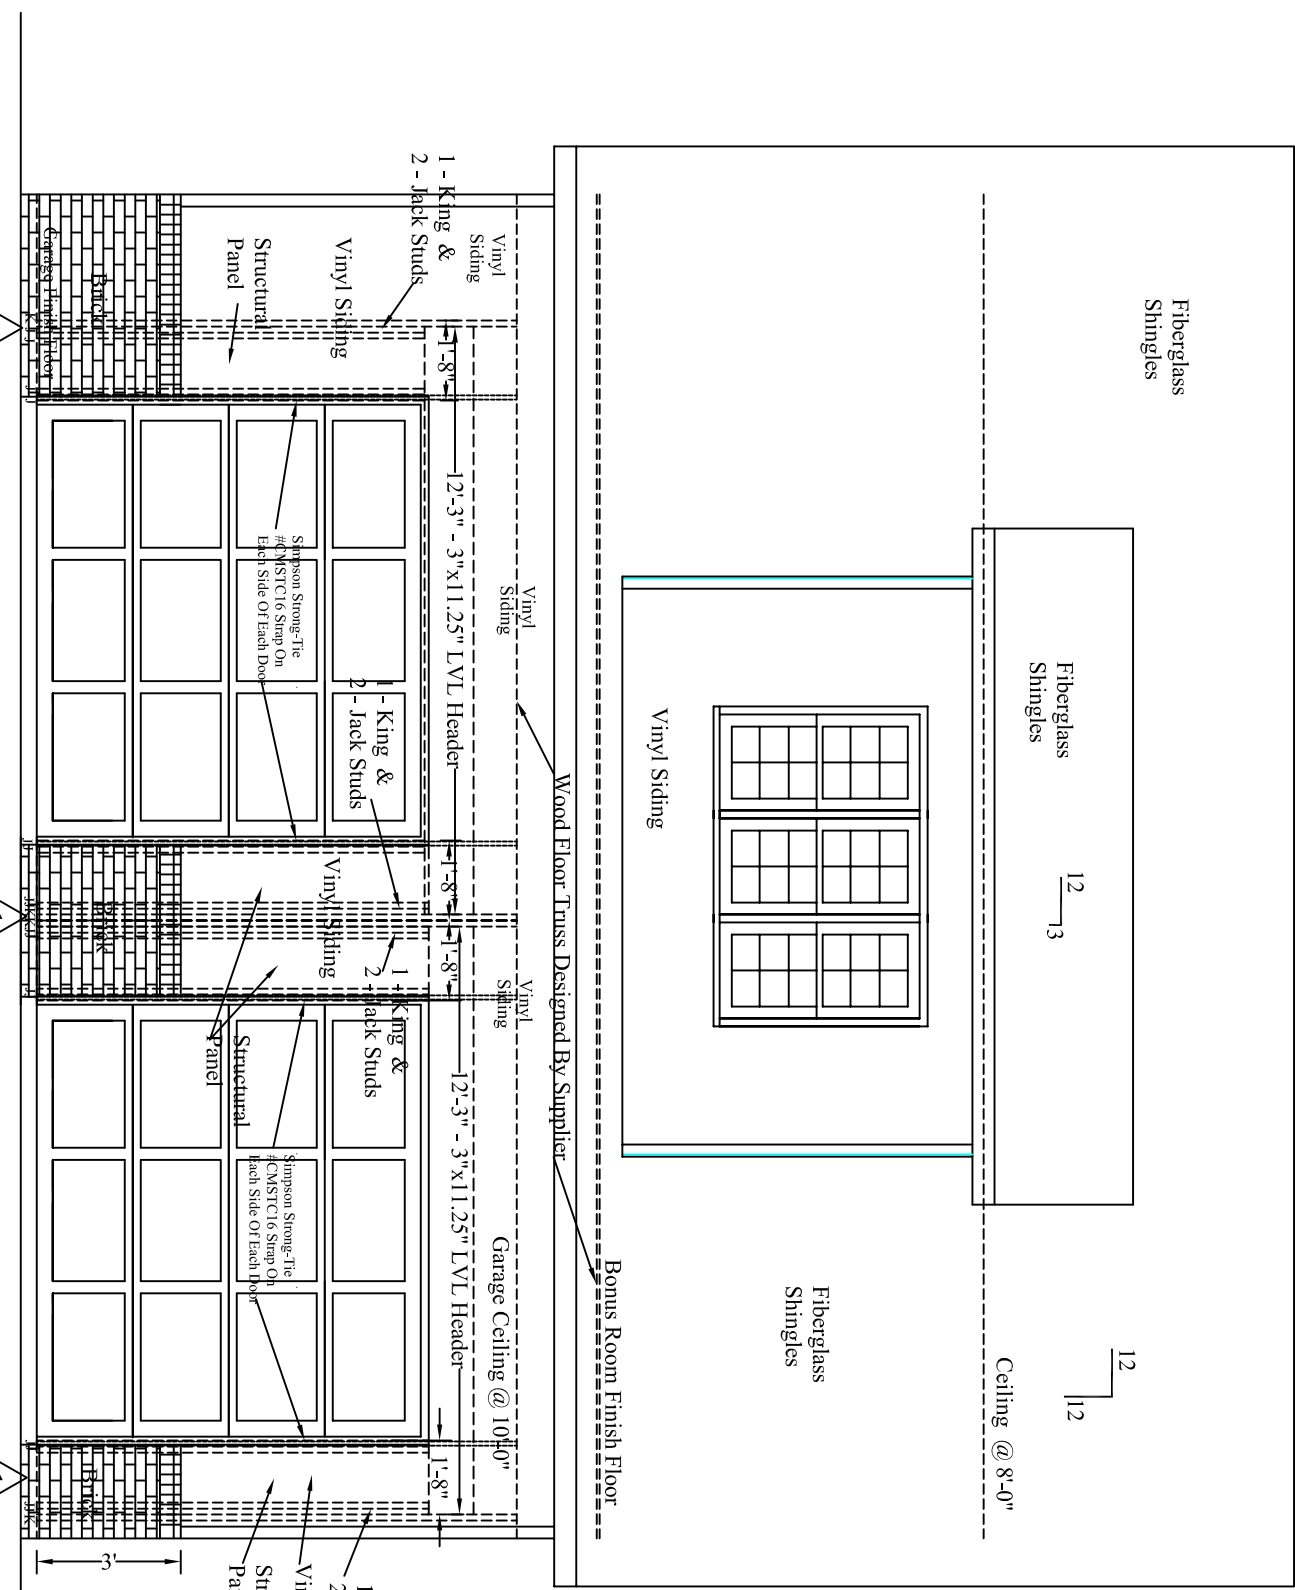 Fiberglass
Shingles
Fiberglass
Shingles
12
3
12
12
Ceiling @ 8'-0"
Fiberglass
Shingles
Vinyl Siding
Bonus Room Finish Floor
Wood Floor Truss Designed By Supplier
Vinyl
Siding
Vinyl
Siding
Vinyl
Siding
Garage Ceiling @ 10'-0"
1 - King &
2 - Jack Studs
1'-8"
12'-3" - 3"x11.25" LVL Header
1'-8"
1'-8"
12'-3" - 3"x11.25" LVL Header
1'-8"
1 - King &
2 - Jack Studs
1 - King &
2 - Jack Studs
Vinyl Siding
Structural
Panel
Simpson Strong-Tie
#CMSTC16 Strap On
Each Side Of Each Door
Vinyl Siding
Structural
Panel
Simpson Strong-Tie
#CMSTC16 Strap On
Each Side Of Each Door
Brick
Garage Finish Floor
Brick
Brick
3'